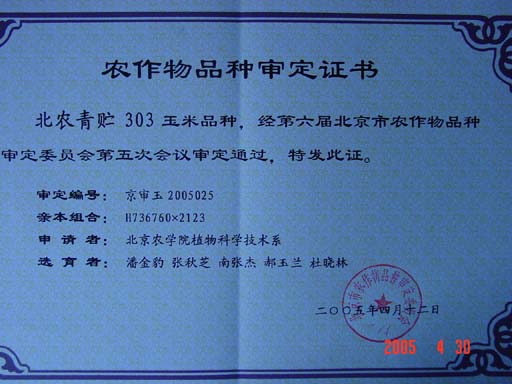 农作物品种审定证书
北农青贮 303 玉米品种，经第六届北京市农作物品种
审定委员会第五次会议审定通过，特发此证。
审定编号：京审玉 2005025
亲本组合：H736760×2123
申 请 者：北京农学院植物科学技术系
选 育 者：潘金豹 张秋芝 南张杰 郝玉兰 杜晓林
二〇〇五年四月十二日
2005 4 30